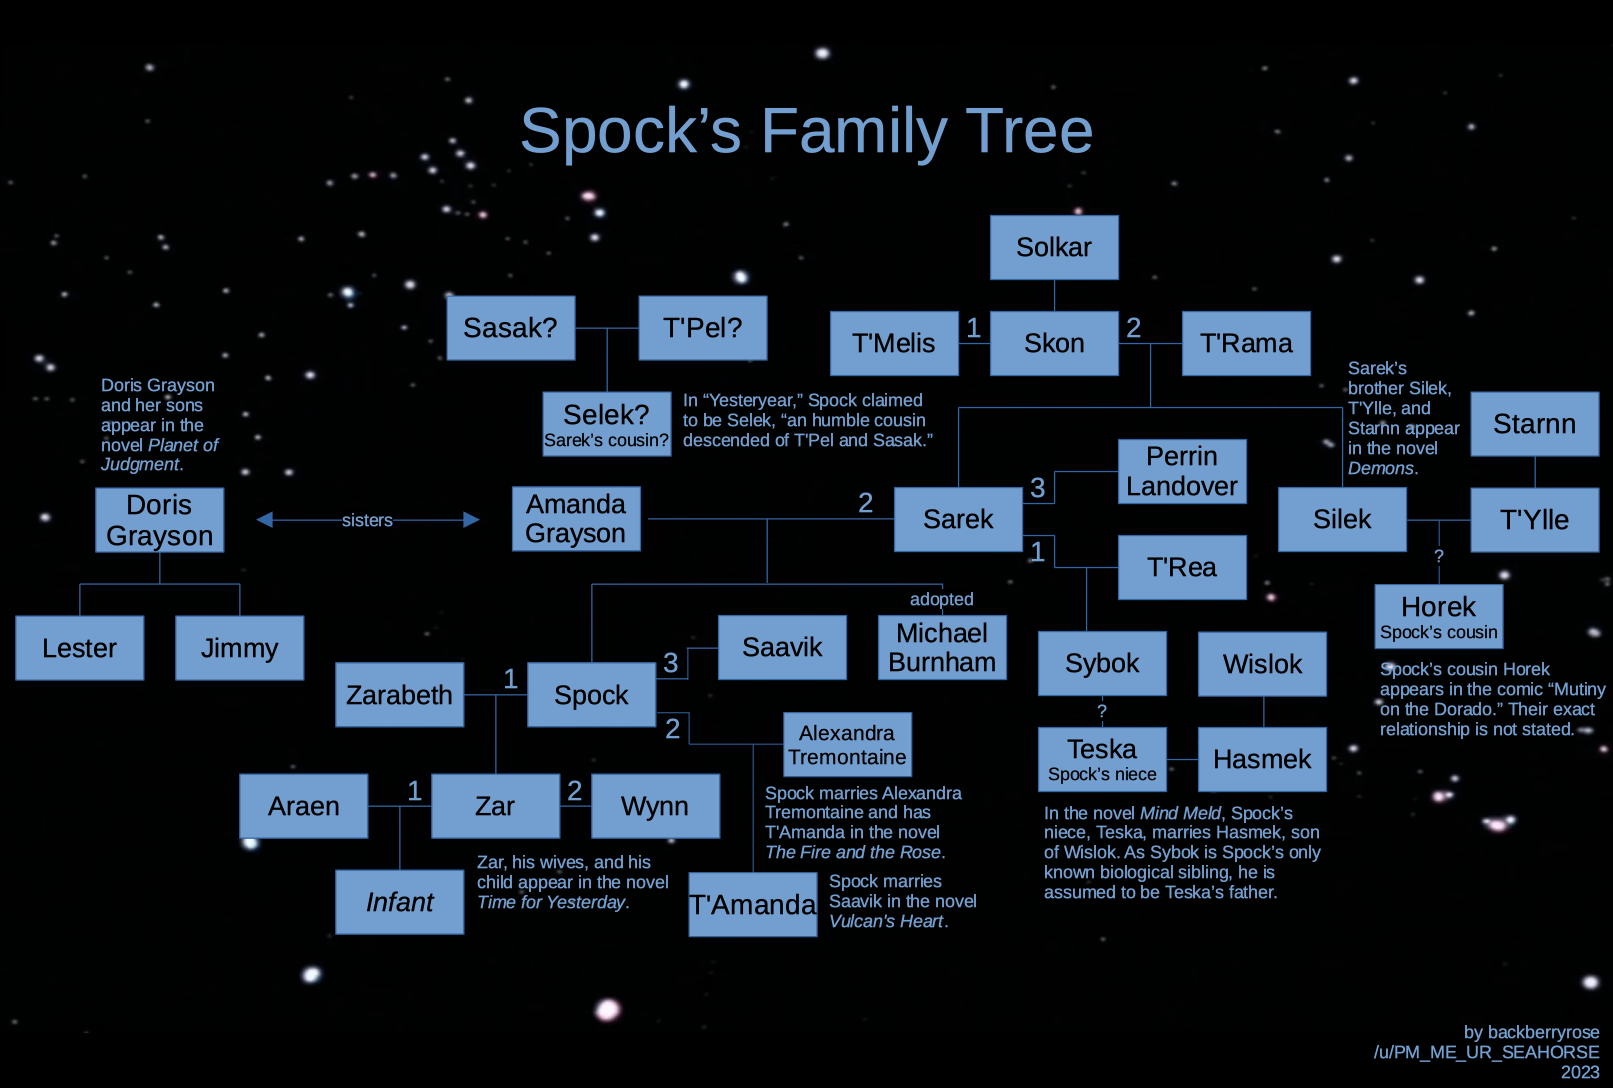 Spock’s Family Tree
Solkar
Sasak?
T'Pel?
T'Melis
1
Skon
2
T'Rama
Selek?
Sarek’s cousin?
In “Yesteryear,” Spock claimed
to be Selek, “an humble cousin
descended of T'Pel and Sasak.”
Sarek’s
brother Silek,
T'Ylle, and
Starnn appear
in the novel
Demons.
Starnn
Doris Grayson
and her sons
appear in the
novel Planet of
Judgment.
Doris
Grayson
sisters
Amanda
Grayson
2
Sarek
3
Perrin
Landover
1
T'Rea
Silek
T'Ylle
?
Horek
Spock’s cousin
Spock’s cousin Horek
appears in the comic “Mutiny
on the Dorado.” Their exact
relationship is not stated.
Lester
Jimmy
adopted
Michael
Burnham
Saavik
3
Zarabeth
1
Spock
2
Alexandra
Tremontaine
Sybok
Wislok
?
Teska
Spock’s niece
Hasmek
In the novel Mind Meld, Spock’s
niece, Teska, marries Hasmek, son
of Wislok. As Sybok is Spock’s only
known biological sibling, he is
assumed to be Teska’s father.
Araen
1
Zar
2
Wynn
Spock marries Alexandra
Tremontaine and has
T'Amanda in the novel
The Fire and the Rose.
Infant
Zar, his wives, and his
child appear in the novel
Time for Yesterday.
T'Amanda
Spock marries
Saavik in the novel
Vulcan's Heart.
by backberryrose
/u/PM_ME_UR_SEAHORSE
2023